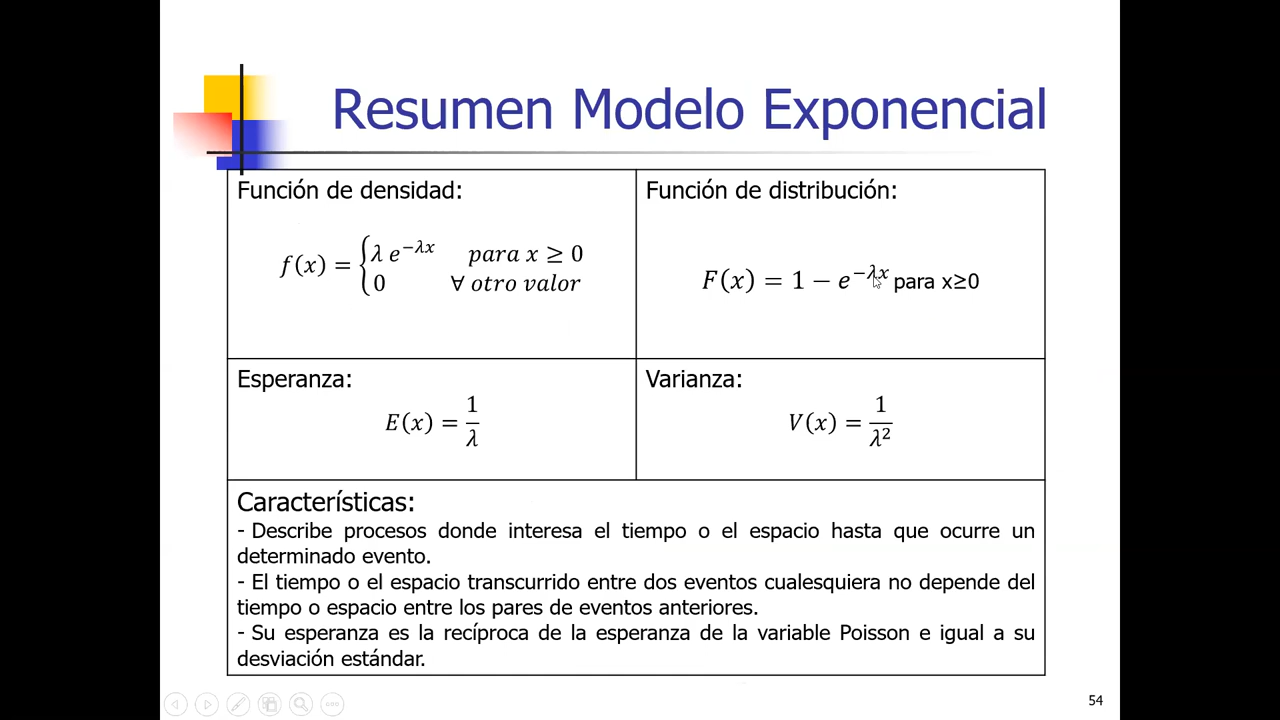 Resumen Modelo Exponencial
Función de densidad:
f(x) = { λ e^{−λx} para x ≥ 0
0 ∀ otro valor
Función de distribución:
F(x) = 1 − e^{−λx} para x≥0
Esperanza:
E(x) = 1/λ
Varianza:
V(x) = 1/λ²
Características:
- Describe procesos donde interesa el tiempo o el espacio hasta que ocurre un
determinado evento.
- El tiempo o el espacio transcurrido entre dos eventos cualesquiera no depende del
tiempo o espacio entre los pares de eventos anteriores.
- Su esperanza es la recíproca de la esperanza de la variable Poisson e igual a su
desviación estándar.
54